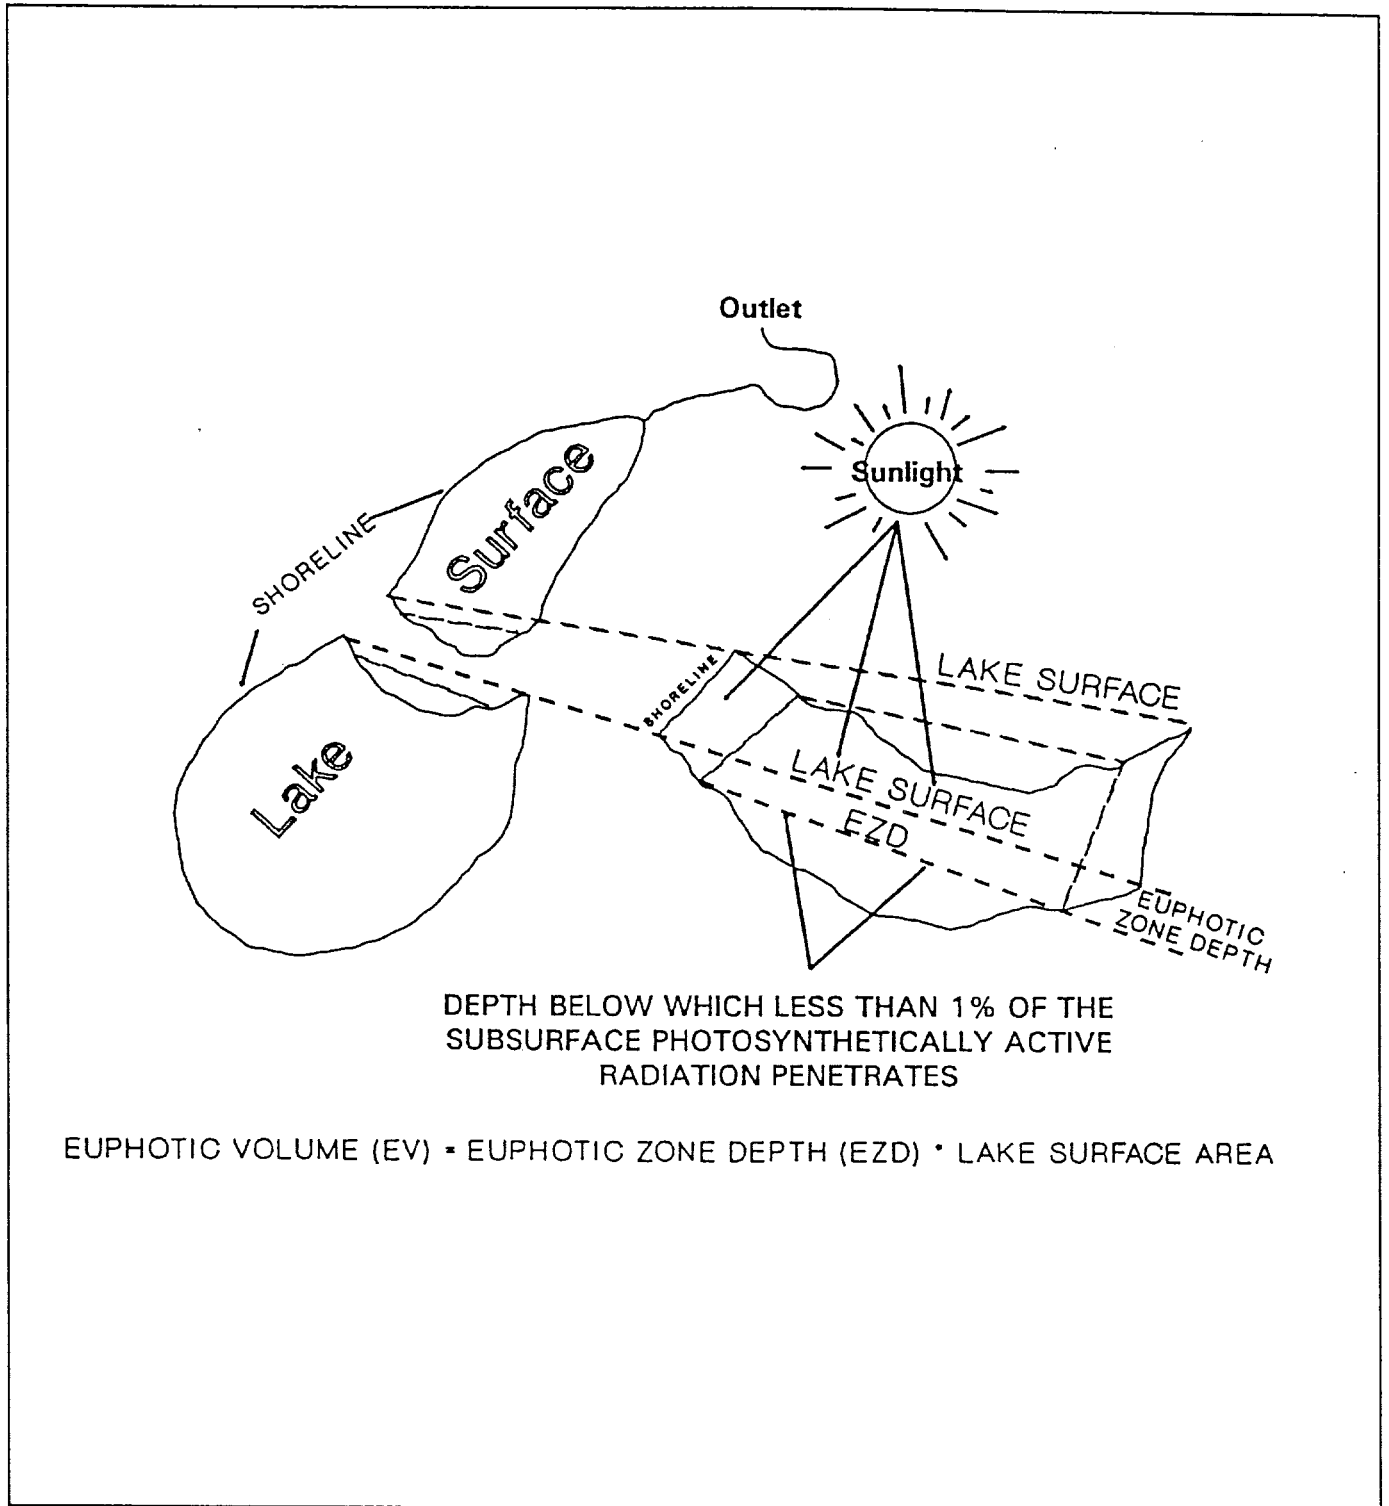 Outlet
Sunlight
Surface
SHORELINE
Lake
SHORELINE
LAKE SURFACE
LAKE SURFACE
EZD
EUPHOTIC
ZONE DEPTH
DEPTH BELOW WHICH LESS THAN 1% OF THE
SUBSURFACE PHOTOSYNTHETICALLY ACTIVE
RADIATION PENETRATES
EUPHOTIC VOLUME (EV) = EUPHOTIC ZONE DEPTH (EZD) * LAKE SURFACE AREA